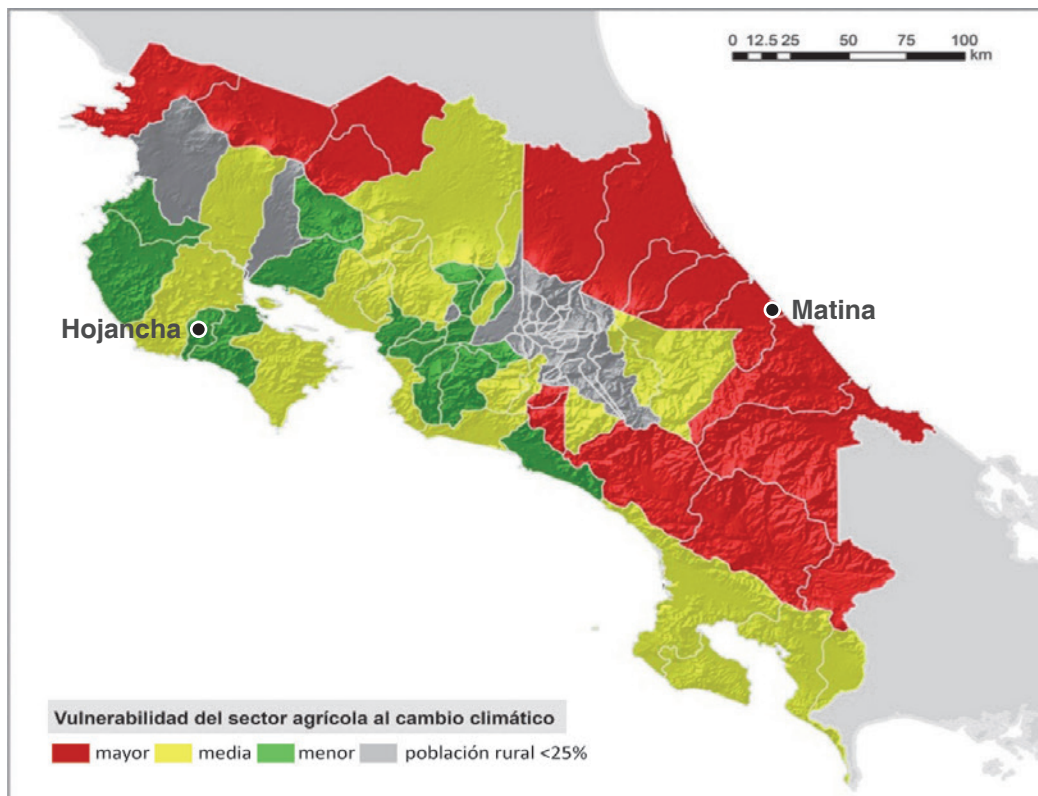 0 12.5 25 50 75 100
km
Matina
Hojancha
Vulnerabilidad del sector agrícola al cambio climático
mayor media menor población rural <25%